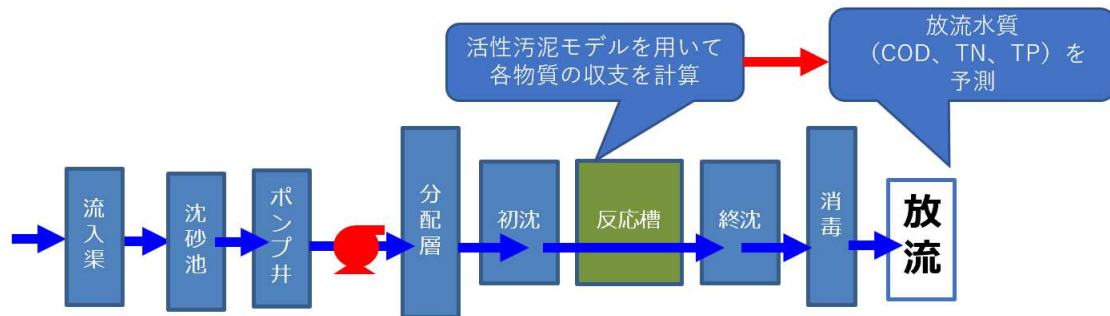 活性汚泥モデルを用いて
各物質の収支を計算
放流水質
（COD、TN、TP）を
予測
流入渠
沈砂池
ポンプ井
分配層
初沈
反応槽
終沈
消毒
放流